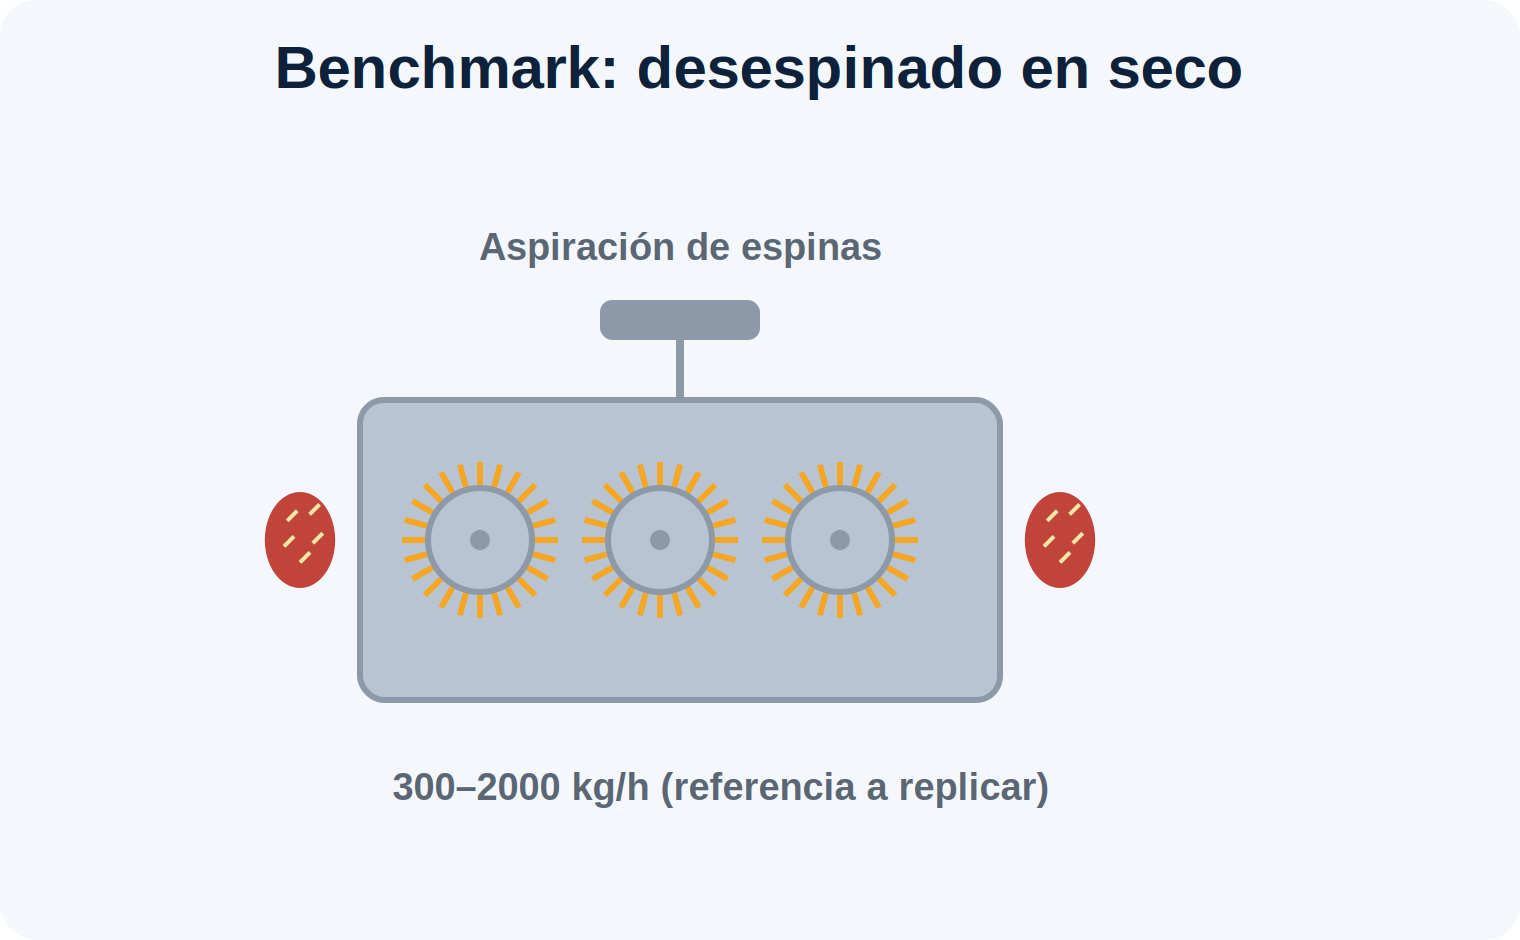 Benchmark: desespinado en seco
Aspiración de espinas
300–2000 kg/h (referencia a replicar)